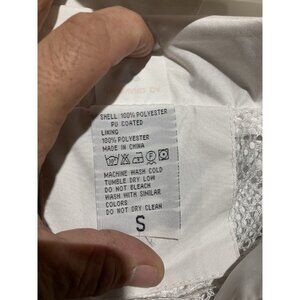 SHELL: 100% POLYESTER
PU COATED
LINING
100% POLYESTER
MADE IN CHINA
MACHINE WASH COLD
TUMBLE DRY LOW
DO NOT BLEACH
WASH WITH SIMILAR
COLORS
DO NOT DRY CLEAN
S